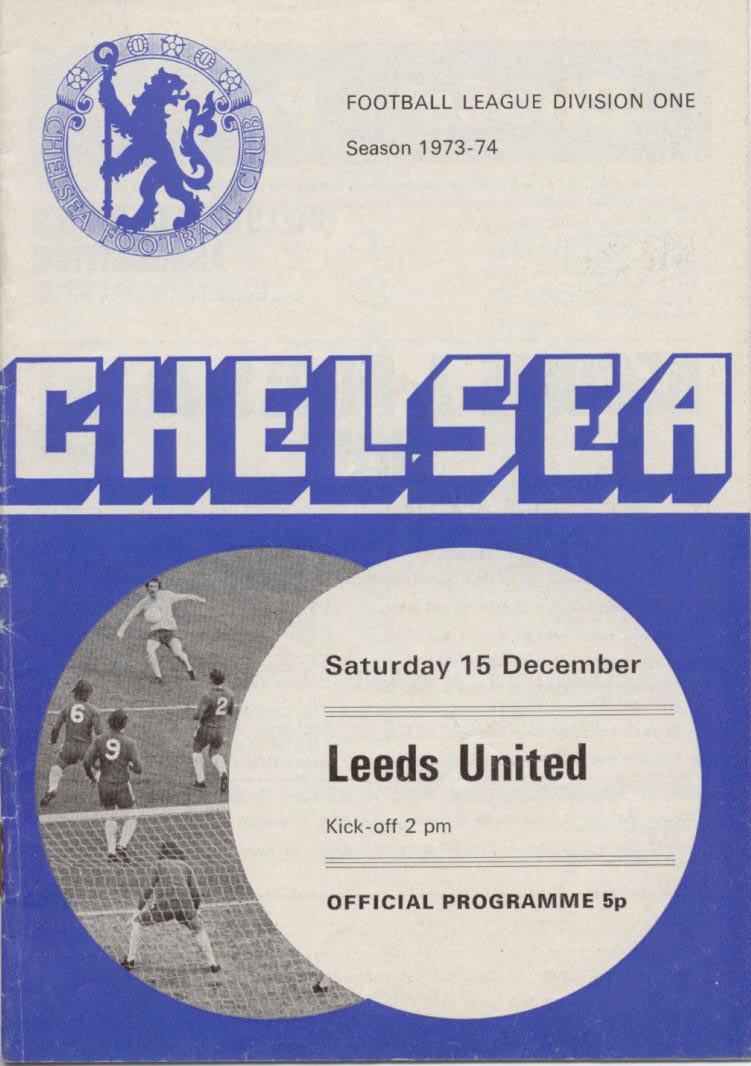 CHELSEA FOOTBALL CLUB
FOOTBALL LEAGUE DIVISION ONE
Season 1973-74
CHELSEA
6
9
2
Saturday 15 December
Leeds United
Kick-off 2 pm
OFFICIAL PROGRAMME 5p